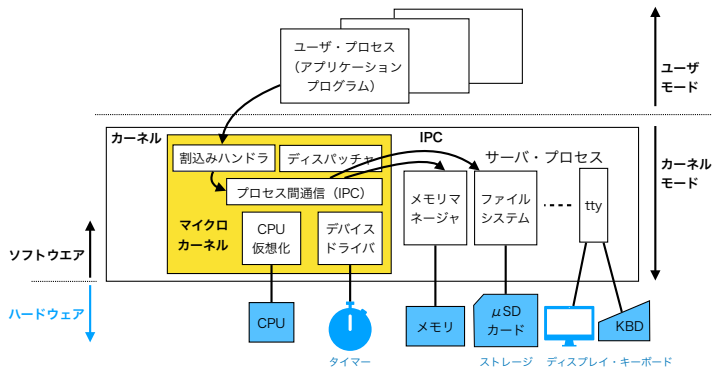 ユーザ・プロセス
（アプリケーション
プログラム）
ユーザ
モード
カーネル
IPC
割込みハンドラ
ディスパッチャ
サーバ・プロセス
カーネル
モード
プロセス間通信（IPC）
メモリマ
ネージャ
ファイル
システム
tty
マイクロ
カーネル
CPU
仮想化
デバイス
ドライバ
ソフトウエア
ハードウェア
CPU
タイマー
メモリ
μSD
カード
ストレージ
KBD
ディスプレイ・キーボード